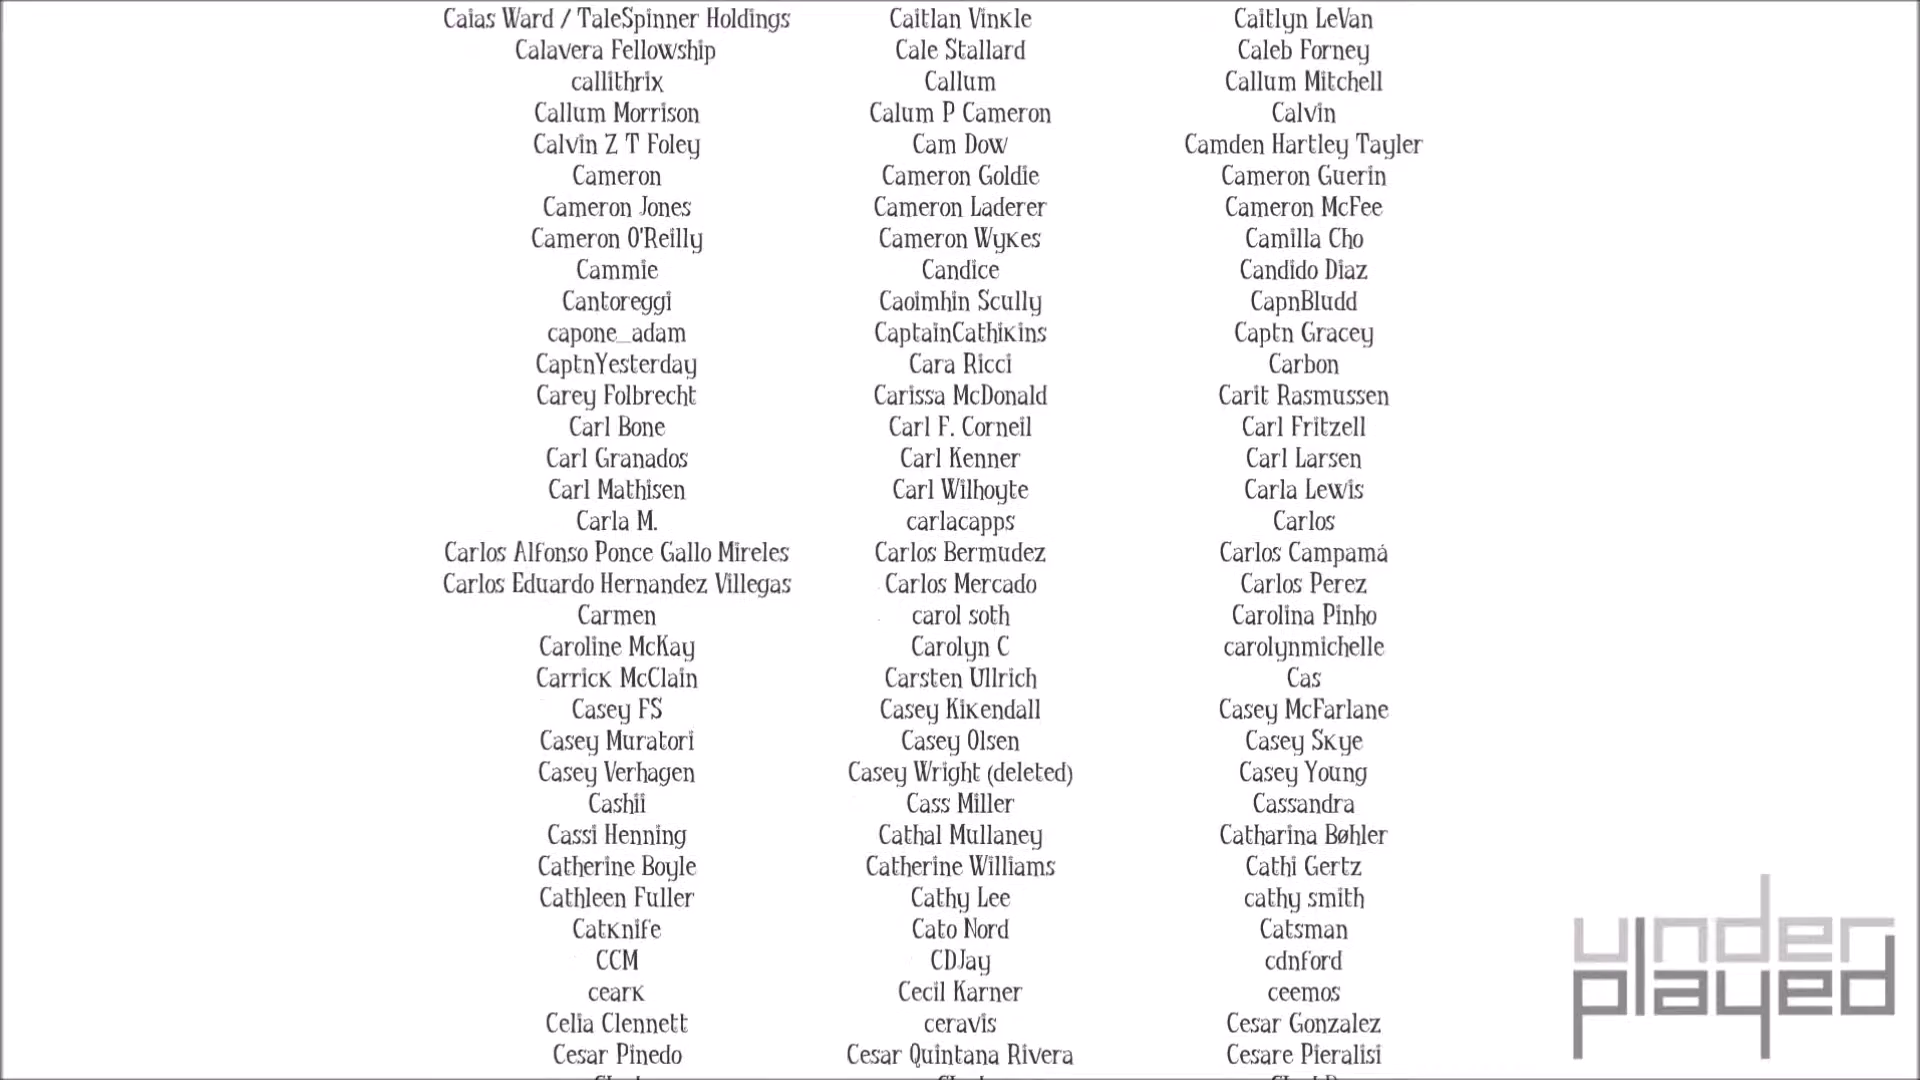 Caias Ward / TaleSpinner Holdings Caitlan Vinkle Caitlyn LeVan
Calavera Fellowship Cale Stallard Caleb Forney
callithrix Callum Callum Mitchell
Callum Morrison Calum P Cameron Calvin
Calvin Z T Foley Cam Dow Camden Hartley Tayler
Cameron Cameron Goldie Cameron Guerin
Cameron Jones Cameron Laderer Cameron McFee
Cameron O'Reilly Cameron Wykes Camilla Cho
Cammie Candice Candido Diaz
Cantoreggi Caoimhin Scully CapnBludd
capone_adam CaptainCathikins Captn Gracey
CaptnYesterday Cara Ricci Carbon
Carey Folbrecht Carissa McDonald Carit Rasmussen
Carl Bone Carl F. Corneil Carl Fritzell
Carl Granados Carl Kenner Carl Larsen
Carl Mathisen Carl Wilhoyte Carla Lewis
Carla M. carlacapps Carlos
Carlos Alfonso Ponce Gallo Mireles Carlos Bermudez Carlos Campamá
Carlos Eduardo Hernandez Villegas Carlos Mercado Carlos Perez
Carmen carol soth Carolina Pinho
Caroline McKay Carolyn C carolynmichelle
Carrick McClain Carsten Ullrich Cas
Casey FS Casey Kikendall Casey McFarlane
Casey Muratori Casey Olsen Casey Skye
Casey Verhagen Casey Wright (deleted) Casey Young
Cashii Cass Miller Cassandra
Cassi Henning Cathal Mullaney Catharina Bøhler
Catherine Boyle Catherine Williams Cathi Gertz
Cathleen Fuller Cathy Lee cathy smith
Catknife Cato Nord Catsman
CCM CDJay cdnford
ceark Cecil Karner ceemos
Celia Clennett ceravis Cesar Gonzalez
Cesar Pinedo Cesar Quintana Rivera Cesare Pieralisi
under
played